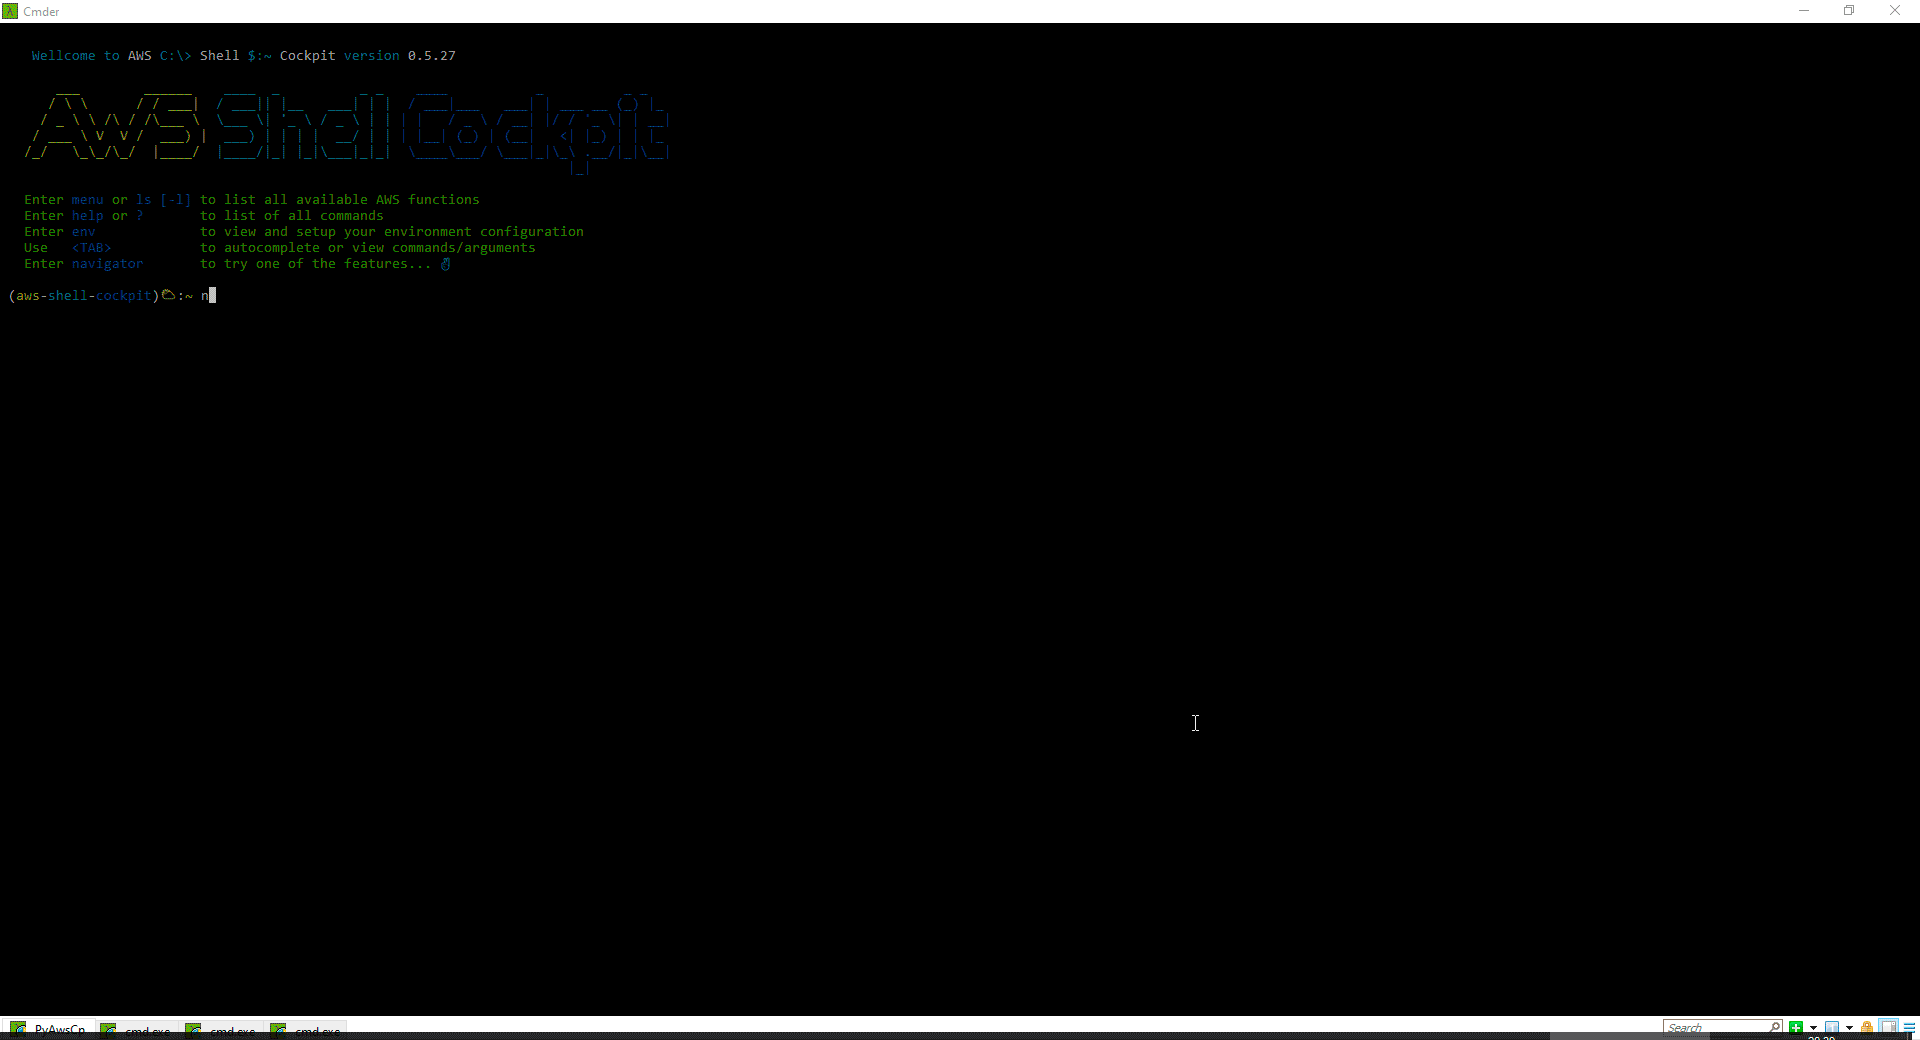 Cmder
Wellcome to AWS C:\> Shell $:~ Cockpit version 0.5.27
AWS Shell Cockpit
Enter menu or ls [-l] to list all available AWS functions
Enter help or ? to list of all commands
Enter env to view and setup your environment configuration
Use <TAB> to autocomplete or view commands/arguments
Enter navigator to try one of the features...
(aws-shell-cockpit):~ n
PyAwsCp cmd.exe cmd.exe cmd.exe Search